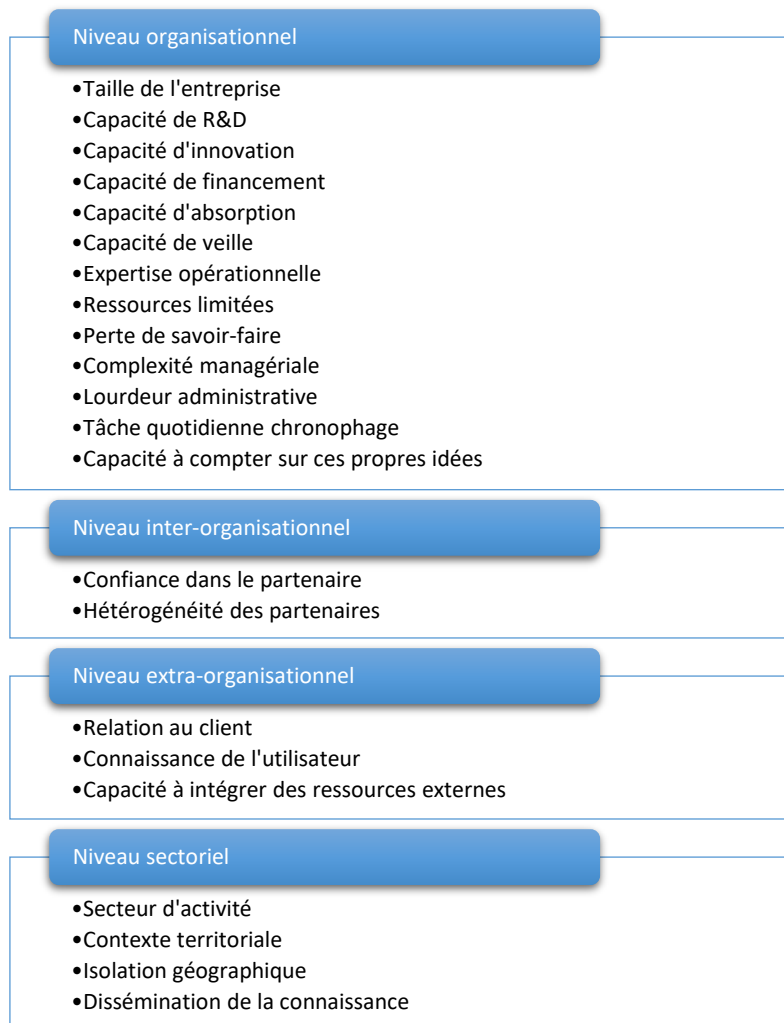 Niveau organisationnel
•Taille de l'entreprise
•Capacité de R&D
•Capacité d'innovation
•Capacité de financement
•Capacité d'absorption
•Capacité de veille
•Expertise opérationnelle
•Ressources limitées
•Perte de savoir-faire
•Complexité managériale
•Lourdeur administrative
•Tâche quotidienne chronophage
•Capacité à compter sur ces propres idées
Niveau inter-organisationnel
•Confiance dans le partenaire
•Hétérogénéité des partenaires
Niveau extra-organisationnel
•Relation au client
•Connaissance de l'utilisateur
•Capacité à intégrer des ressources externes
Niveau sectoriel
•Secteur d'activité
•Contexte territoriale
•Isolation géographique
•Dissémination de la connaissance